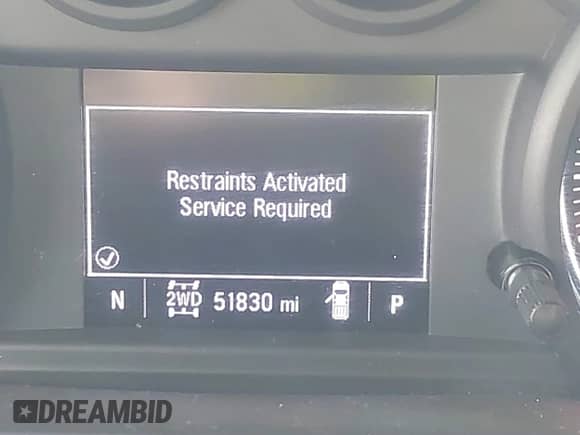 Restraints Activated
Service Required
N 2WD 51830 mi P
DREAMBID